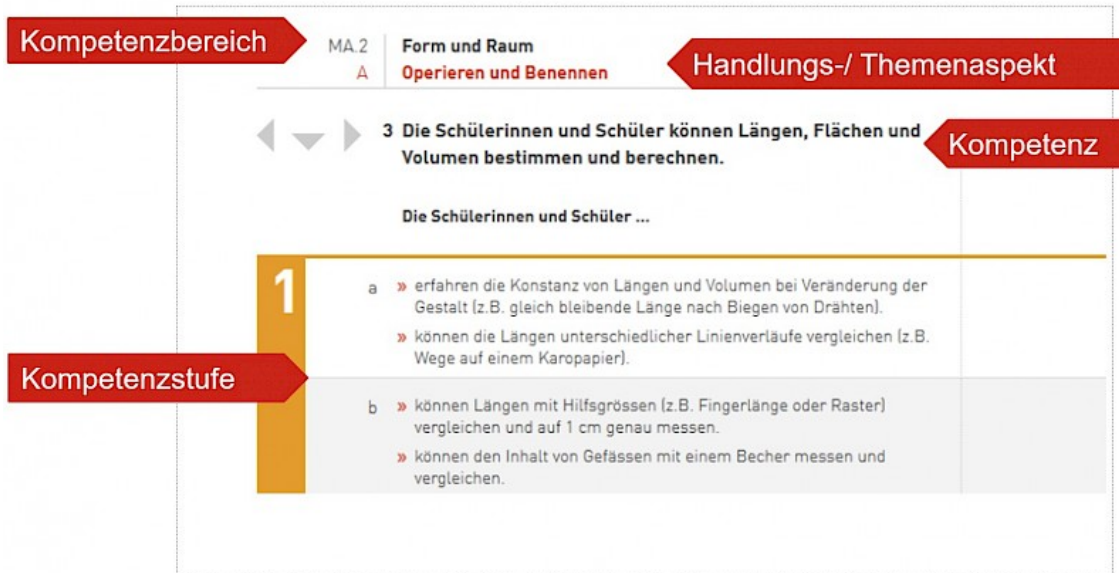 Kompetenzbereich
MA.2 Form und Raum
A Operieren und Benennen
Handlungs-/ Themenaspekt
3 Die Schülerinnen und Schüler können Längen, Flächen und
Volumen bestimmen und berechnen.
Kompetenz
Die Schülerinnen und Schüler ...
1
a » erfahren die Konstanz von Längen und Volumen bei Veränderung der
Gestalt (z.B. gleich bleibende Länge nach Biegen von Drähten).
» können die Längen unterschiedlicher Linienverläufe vergleichen (z.B.
Wege auf einem Karopapier).
Kompetenzstufe
b » können Längen mit Hilfsgrössen (z.B. Fingerlänge oder Raster)
vergleichen und auf 1 cm genau messen.
» können den Inhalt von Gefässen mit einem Becher messen und
vergleichen.